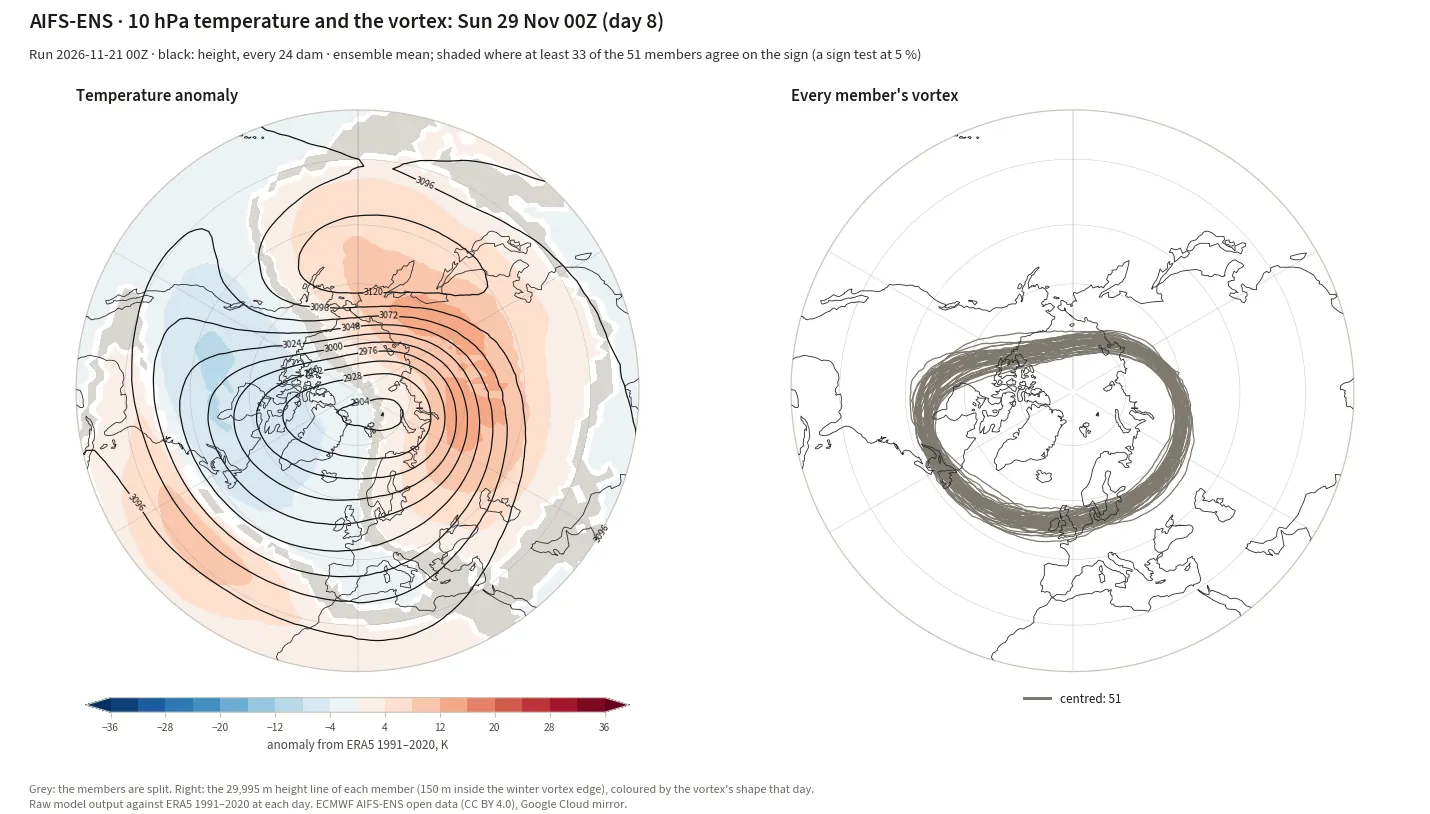 AIFS-ENS · 10 hPa temperature and the vortex: Sun 29 Nov 00Z (day 8)
Run 2026-11-21 00Z · black: height, every 24 dam · ensemble mean; shaded where at least 33 of the 51 members agree on the sign (a sign test at 5 %)
Temperature anomaly
Every member's vortex
3096
3120
3096
3072
3048
3024
3000
2976
2928
2904
3096
3096
centred: 51
−36
−28
−20
−12
−4
4
12
20
28
36
anomaly from ERA5 1991–2020, K
Grey: the members are split. Right: the 29,995 m height line of each member (150 m inside the winter vortex edge), coloured by the vortex's shape that day.
Raw model output against ERA5 1991–2020 at each day. ECMWF AIFS-ENS open data (CC BY 4.0), Google Cloud mirror.